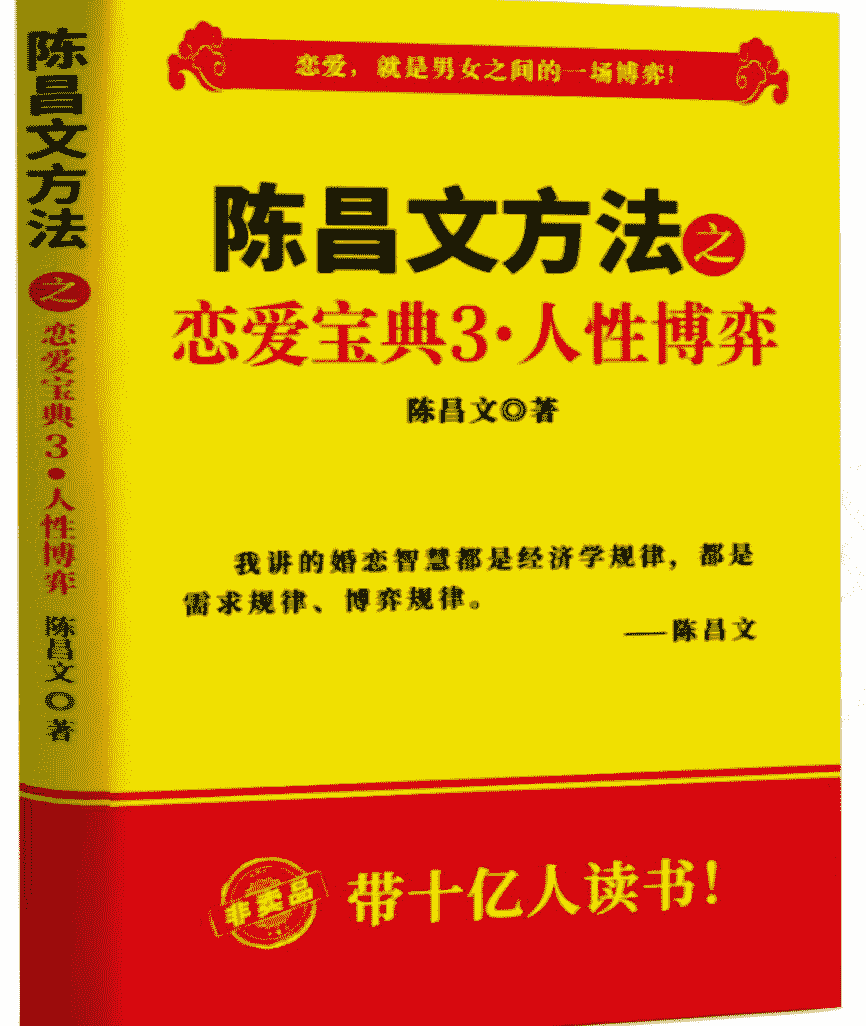 陈昌文方法之恋爱宝典3·人性博弈 陈昌文◎著
恋爱，就是男女之间的一场博弈！
陈昌文方法之
恋爱宝典3·人性博弈
陈昌文◎著
我讲的婚恋智慧都是经济学规律，都是
需求规律、博弈规律。
——陈昌文
非卖品
带十亿人读书！